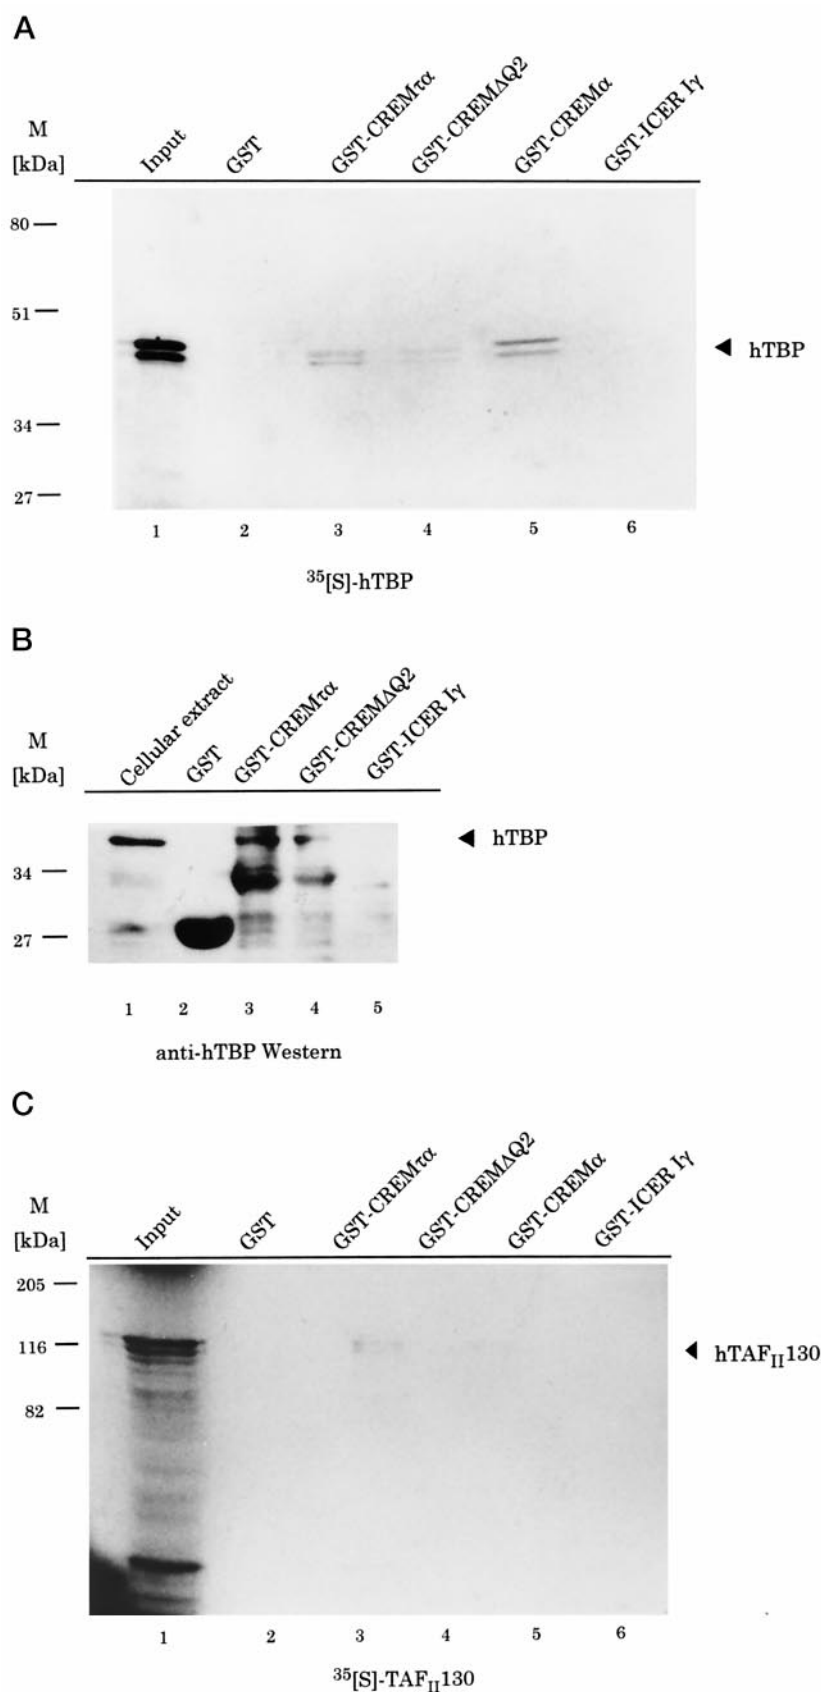 A
M
[kDa]
Input
GST
GST-CREMτα
GST-CREMΔQ2
GST-CREMα
GST-ICER Iγ
80
51
34
27
hTBP
1 2 3 4 5 6
³⁵[S]-hTBP
B
M
[kDa]
Cellular extract
GST
GST-CREMτα
GST-CREMΔQ2
GST-ICER Iγ
34
27
hTBP
1 2 3 4 5
anti-hTBP Western
C
M
[kDa]
Input
GST
GST-CREMτα
GST-CREMΔQ2
GST-CREMα
GST-ICER Iγ
205
116
82
hTAF_II130
1 2 3 4 5 6
³⁵[S]-TAF_II130